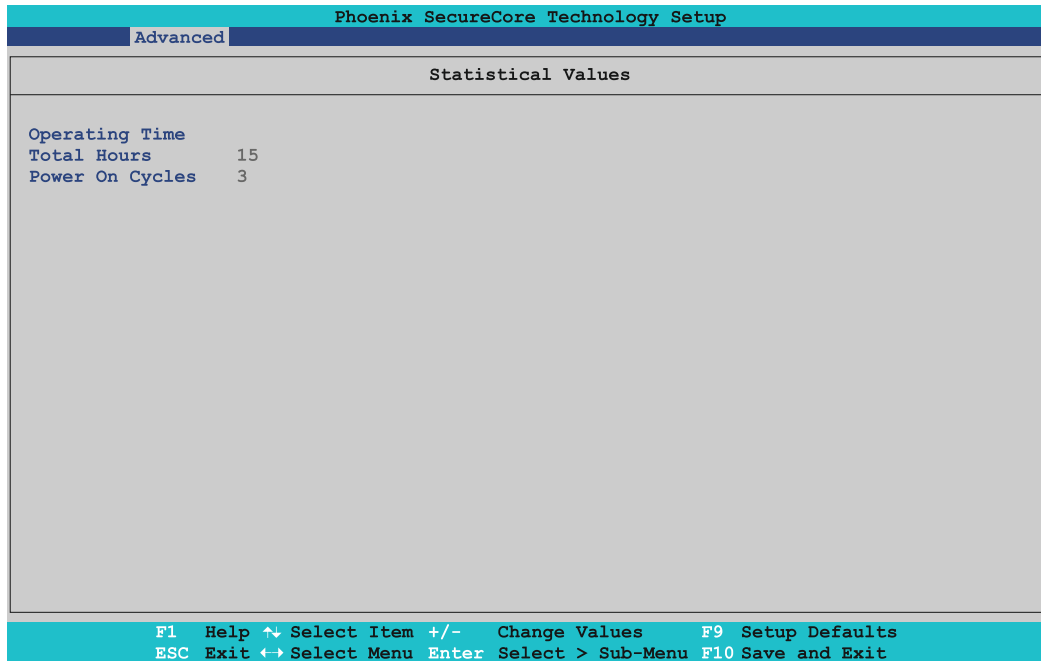 Phoenix SecureCore Technology Setup
Advanced
Statistical Values
Operating Time
Total Hours 15
Power On Cycles 3
F1 Help ↑↓ Select Item +/- Change Values F9 Setup Defaults
ESC Exit ←→ Select Menu Enter Select > Sub-Menu F10 Save and Exit